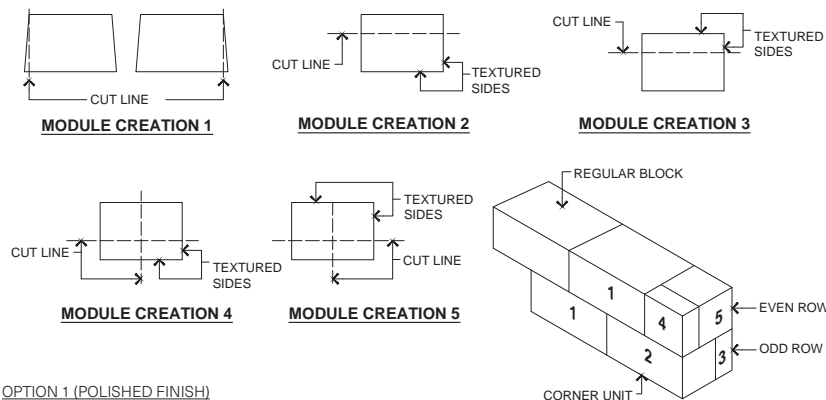 CUT LINE
MODULE CREATION 1
CUT LINE
TEXTURED
SIDES
MODULE CREATION 2
CUT LINE
TEXTURED
SIDES
MODULE CREATION 3
CUT LINE
TEXTURED
SIDES
MODULE CREATION 4
TEXTURED
SIDES
CUT LINE
MODULE CREATION 5
REGULAR BLOCK
1
4
5
EVEN ROW
1
2
3
ODD ROW
CORNER UNIT
OPTION 1 (POLISHED FINISH)